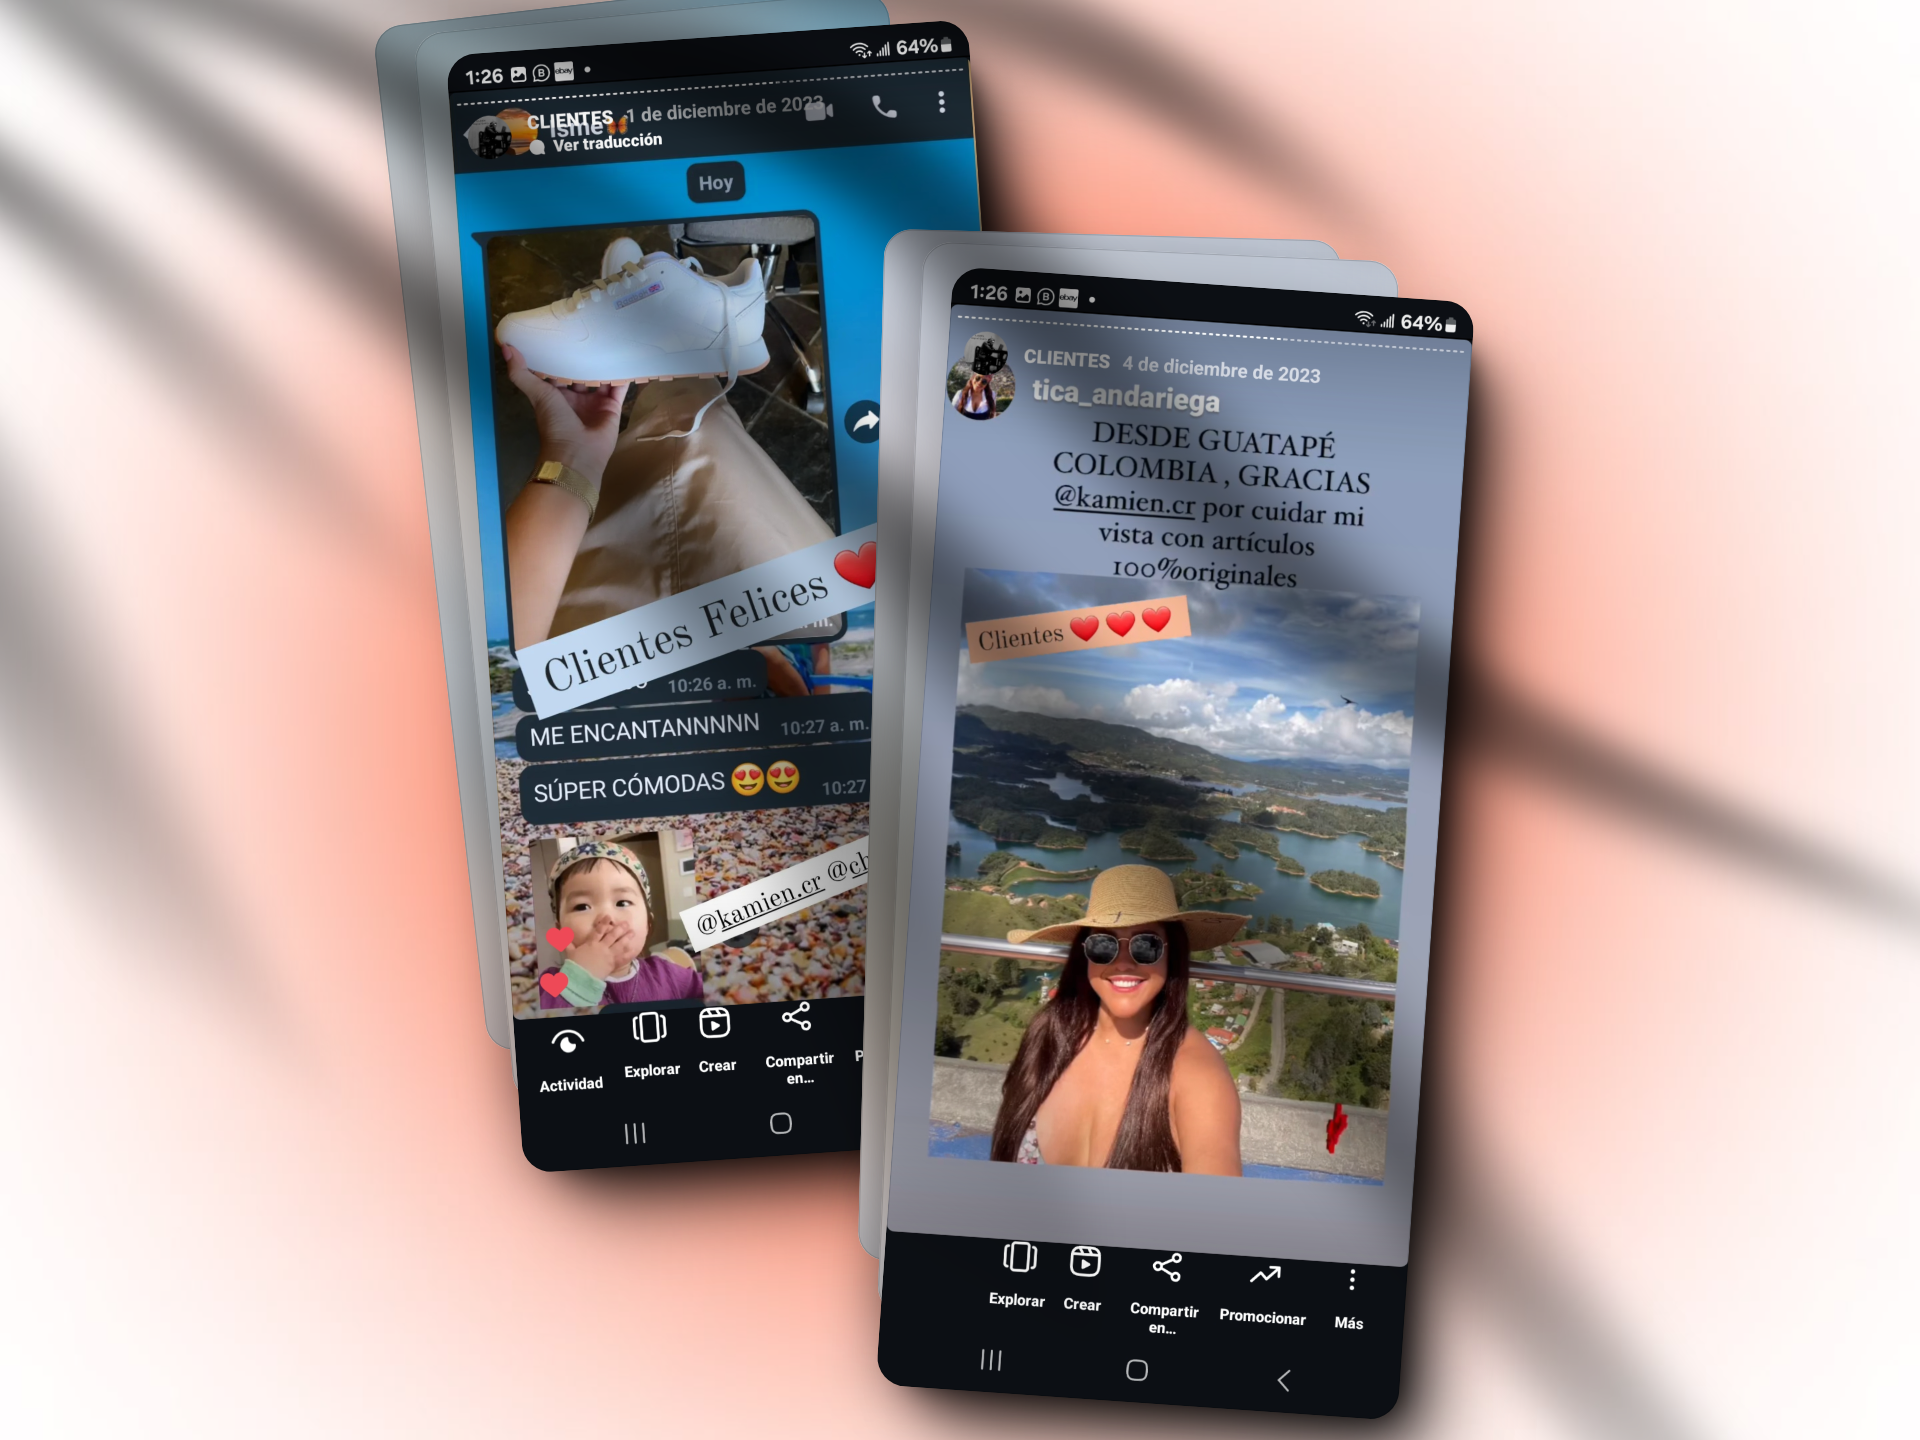 1:26
64%
CLIENTES 1 de diciembre de 2023
isme
Ver traducción
Hoy
Clientes Felices
10:26 a. m.
ME ENCANTANNNNN 10:27 a. m.
SÚPER CÓMODAS 😍😍 10:27
@kamien.cr @ch
Actividad
Explorar
Crear
Compartir
en...
1:26
ebay
64%
CLIENTES 4 de diciembre de 2023
tica_andariega
DESDE GUATAPÉ
COLOMBIA , GRACIAS
@kamien.cr por cuidar mi
vista con artículos
100%originales
Clientes ❤️❤️❤️
Explorar
Crear
Compartir
en...
Promocionar
Más